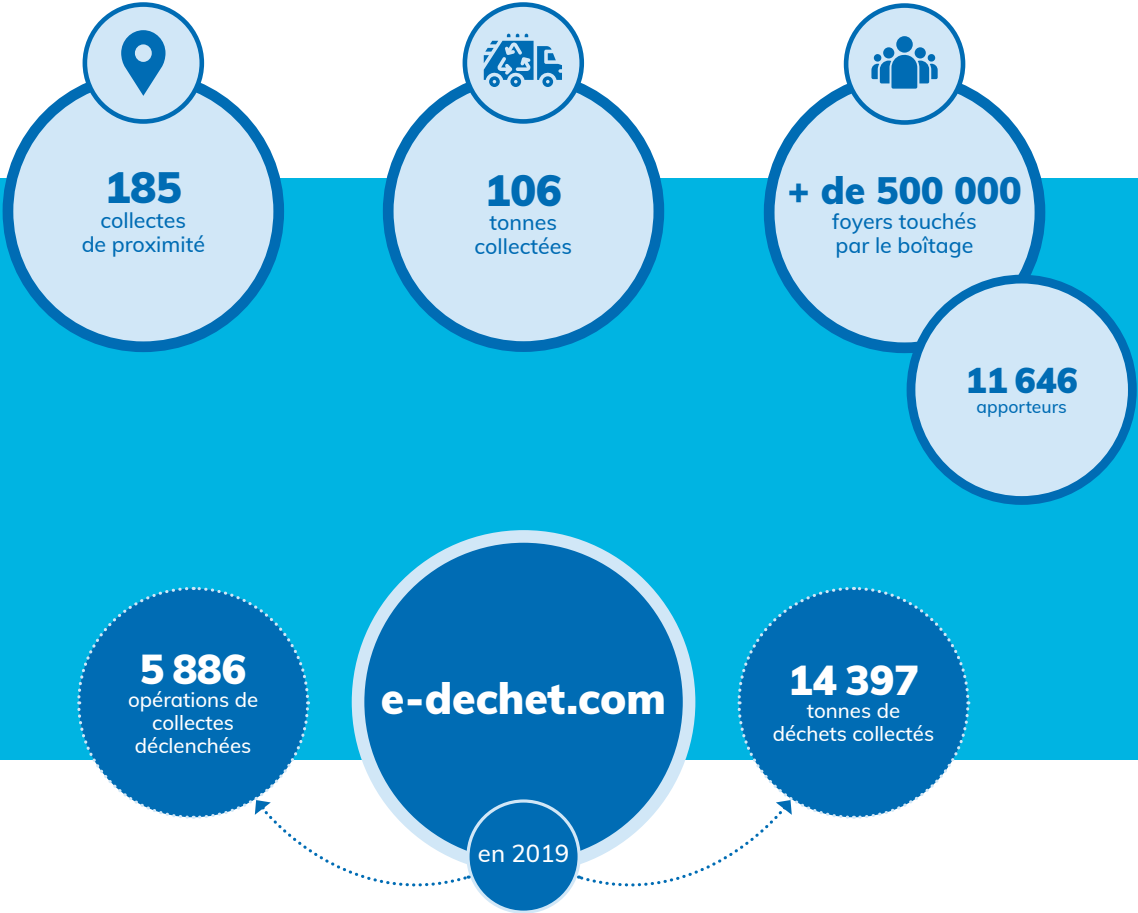 185
collectes
de proximité
106
tonnes
collectées
+ de 500 000
foyers touchés
par le boîtage
11 646
apporteurs
5 886
opérations de
collectes
déclenchées
e-dechet.com
14 397
tonnes de
déchets collectés
en 2019